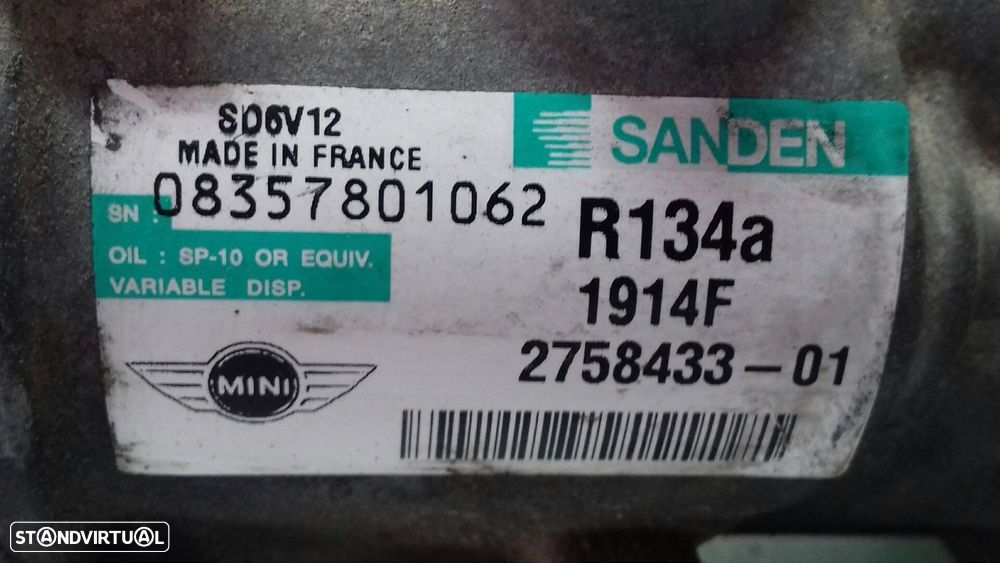 SD6V12
MADE IN FRANCE
SANDEN
SN : 08357801062
R134a
OIL : SP-10 OR EQUIV.
VARIABLE DISP.
1914F
2758433-01
MINI
STANDVIRTUAL